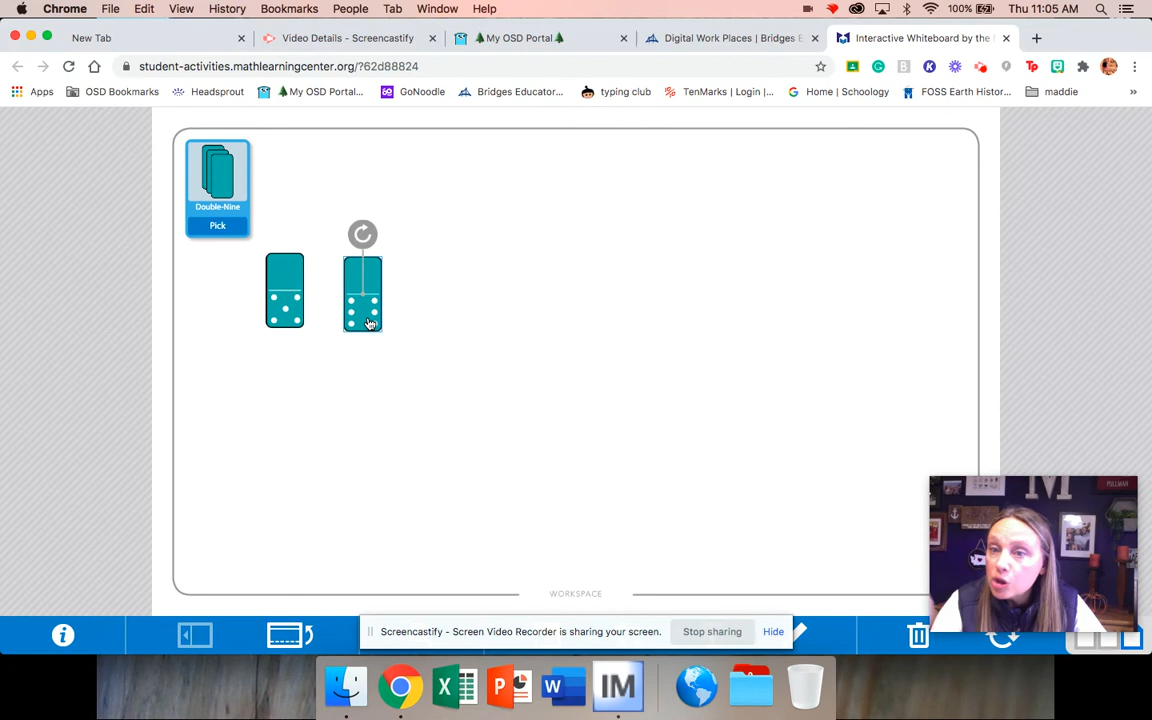 Chrome File Edit View History Bookmarks People Tab Window Help 100% Thu 11:05 AM
New Tab Video Details - Screencastify My OSD Portal Digital Work Places | Bridges E Interactive Whiteboard by the
student-activities.mathlearningcenter.org/?62d88824
Apps OSD Bookmarks Headsprout My OSD Portal... GoNoodle Bridges Educator... typing club TenMarks | Login |... Home | Schoology FOSS Earth Histor... maddie
Double-Nine
Pick
M
PULLMAN
WORKSPACE
Screencastify - Screen Video Recorder is sharing your screen. Stop sharing Hide
IM